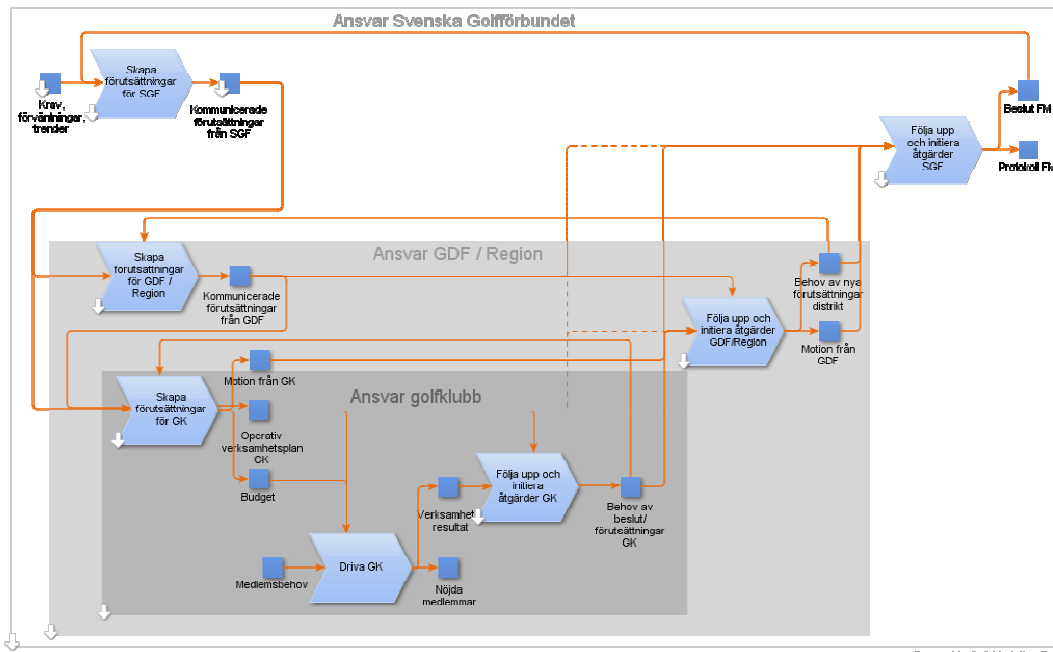 Ansvar Svenska Golfförbundet
Skapa
förutsättningar
för SGF
Krav,
förväntningar,
trender
Kommunicerade
förutsättningar
från SGF
Beslut FM
Följa upp
och initiera
åtgärder
SGF
Protokoll FM
Ansvar GDF / Region
Skapa
förutsättningar
för GDF /
Region
Kommunicerade
förutsättningar
från GDF
Behov av nya
förutsättningar
distrikt
Följa upp och
initiera åtgärder
GDF/Region
Motion från
GDF
Motion från GK
Ansvar golfklubb
Skapa
förutsättningar
för GK
Operativ
verksamhetsplan
GK
Budget
Följa upp och
initiera
åtgärder GK
Verksamhet
resultat
Behov av
beslut/
förutsättningar
GK
Driva GK
Medlemsbehov
Nöjda
medlemmar